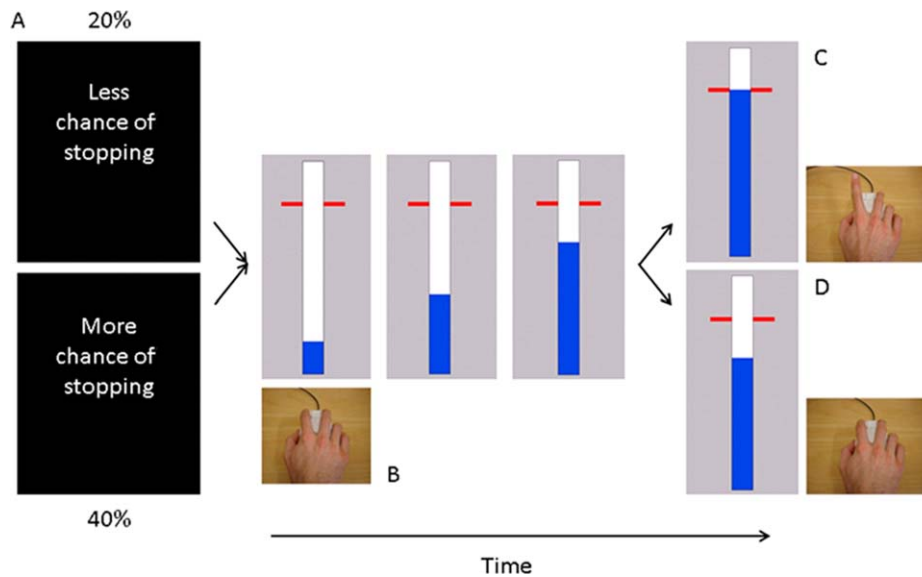 A
20%
Less
chance of
stopping
More
chance of
stopping
40%
B
C
D
Time